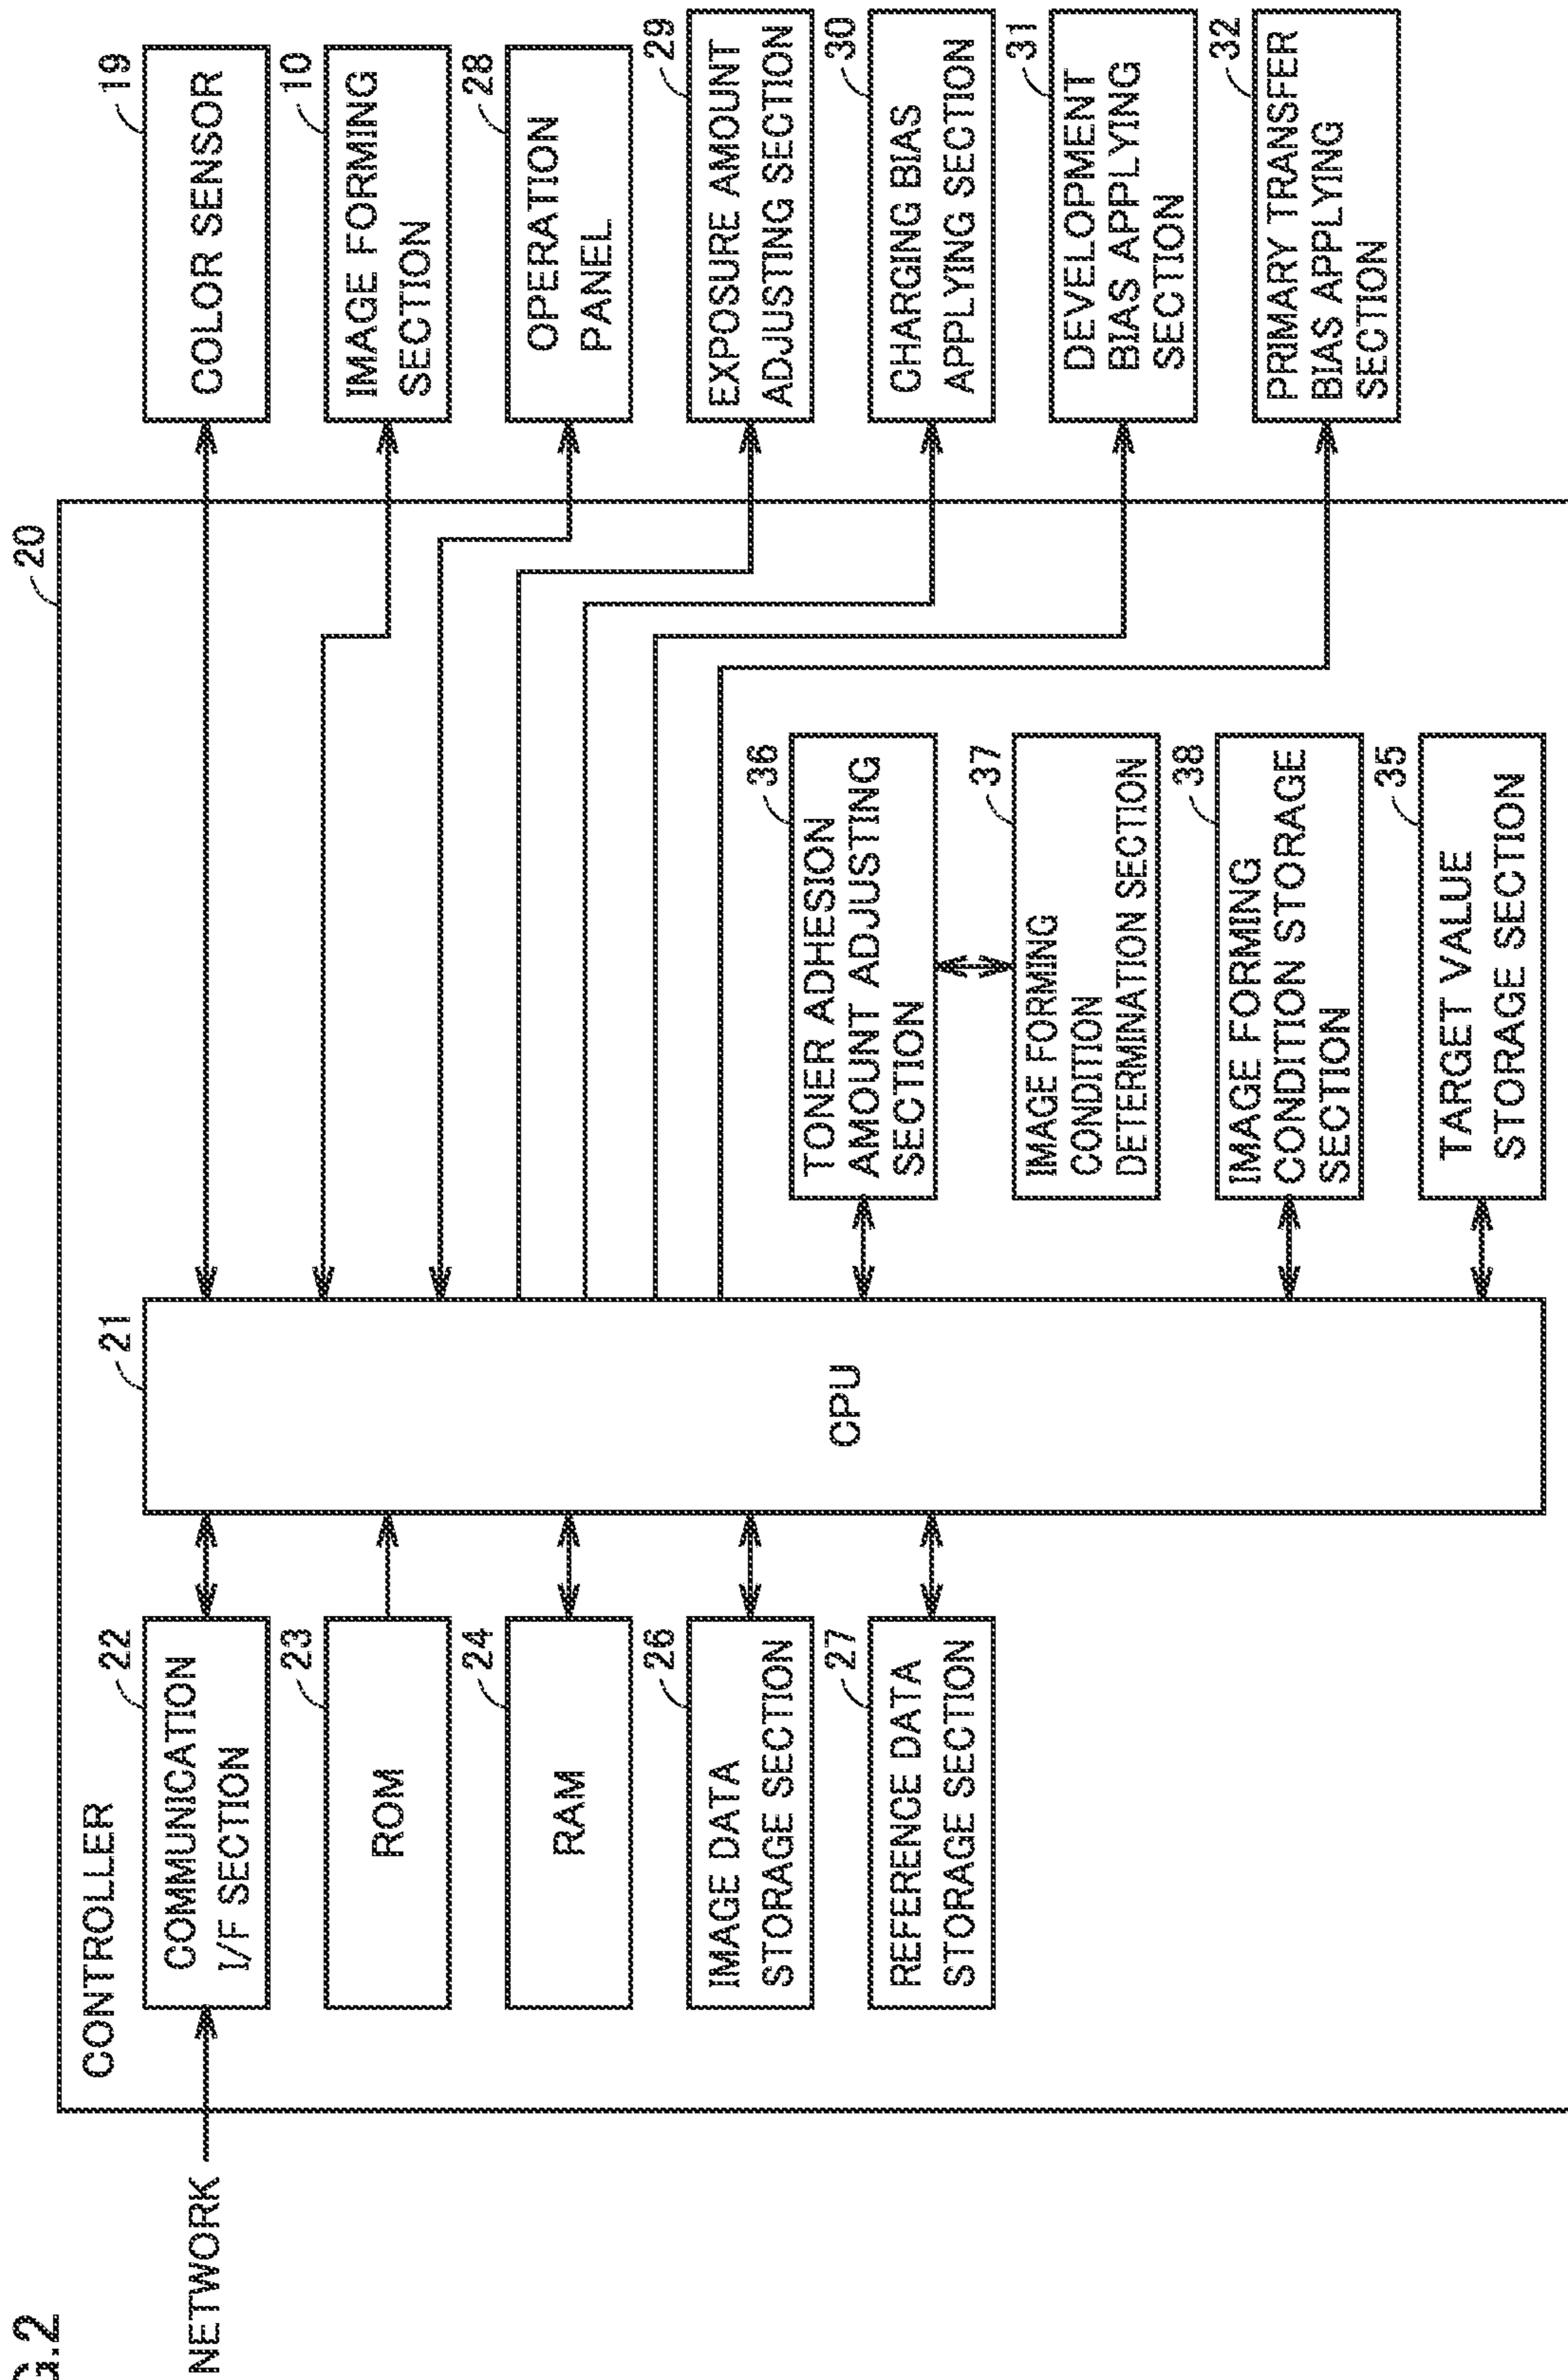 G.2
20
CONTROLLER
NETWORK
22
COMMUNICATION
I/F SECTION
23
ROM
24
RAM
26
IMAGE DATA
STORAGE SECTION
27
REFERENCE DATA
STORAGE SECTION
21
CPU
36
TONER ADHESION
AMOUNT ADJUSTING
SECTION
37
IMAGE FORMING
CONDITION
DETERMINATION SECTION
38
IMAGE FORMING
CONDITION STORAGE
SECTION
35
TARGET VALUE
STORAGE SECTION
19
COLOR SENSOR
10
IMAGE FORMING
SECTION
28
OPERATION
PANEL
29
EXPOSURE AMOUNT
ADJUSTING SECTION
30
CHARGING BIAS
APPLYING SECTION
31
DEVELOPMENT
BIAS APPLYING
SECTION
32
PRIMARY TRANSFER
BIAS APPLYING
SECTION